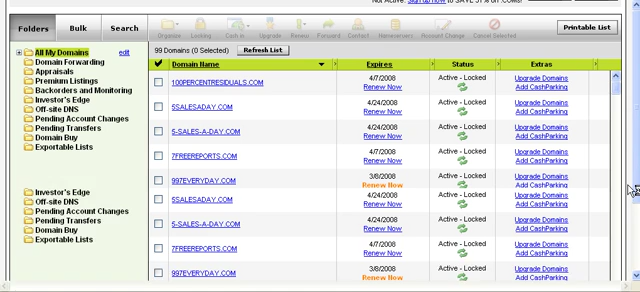 Not Active. Sign up now to SAVE 31% off .COMs!
Folders Bulk Search
Organize Locking Cash in Upgrade Renew Forward Contact Nameservers Account Change Cancel Selected
Printable List
99 Domains (0 Selected) Refresh List
All My Domains edit
Domain Forwarding
Appraisals
Premium Listings
Backorders and Monitoring
Investor's Edge
Off-site DNS
Pending Account Changes
Pending Transfers
Domain Buy
Exportable Lists
Investor's Edge
Off-site DNS
Pending Account Changes
Pending Transfers
Domain Buy
Exportable Lists
Domain Name Expires Status Extras
100PERCENTRESIDUALS.COM 4/7/2008 Active - Locked Upgrade Domains
Renew Now Add CashParking
5SALESADAY.COM 4/24/2008 Active - Locked Upgrade Domains
Renew Now Add CashParking
5-SALES-A-DAY.COM 4/24/2008 Active - Locked Upgrade Domains
Renew Now Add CashParking
7FREEREPORTS.COM 4/7/2008 Active - Locked Upgrade Domains
Renew Now Add CashParking
997EVERYDAY.COM 3/8/2008 Active - Locked Upgrade Domains
Renew Now Add CashParking
5SALESADAY.COM 4/24/2008 Active - Locked Upgrade Domains
Renew Now Add CashParking
5-SALES-A-DAY.COM 4/24/2008 Active - Locked Upgrade Domains
Renew Now Add CashParking
7FREEREPORTS.COM 4/7/2008 Active - Locked Upgrade Domains
Renew Now Add CashParking
997EVERYDAY.COM 3/8/2008 Active - Locked Upgrade Domains
Renew Now Add CashParking